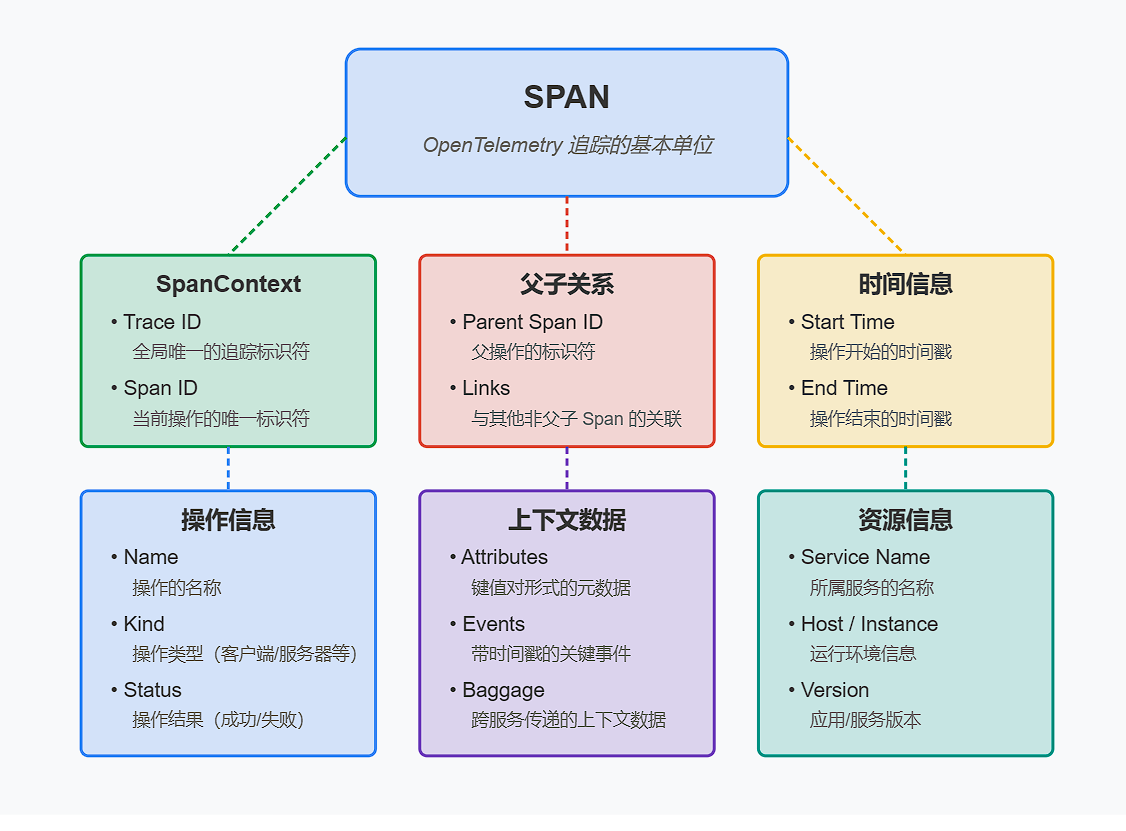 SPAN
OpenTelemetry 追踪的基本单位
SpanContext
• Trace ID
全局唯一的追踪标识符
• Span ID
当前操作的唯一标识符
父子关系
• Parent Span ID
父操作的标识符
• Links
与其他非父子 Span 的关联
时间信息
• Start Time
操作开始的时间戳
• End Time
操作结束的时间戳
操作信息
• Name
操作的名称
• Kind
操作类型（客户端/服务器等）
• Status
操作结果（成功/失败）
上下文数据
• Attributes
键值对形式的元数据
• Events
带时间戳的关键事件
• Baggage
跨服务传递的上下文数据
资源信息
• Service Name
所属服务的名称
• Host / Instance
运行环境信息
• Version
应用/服务版本